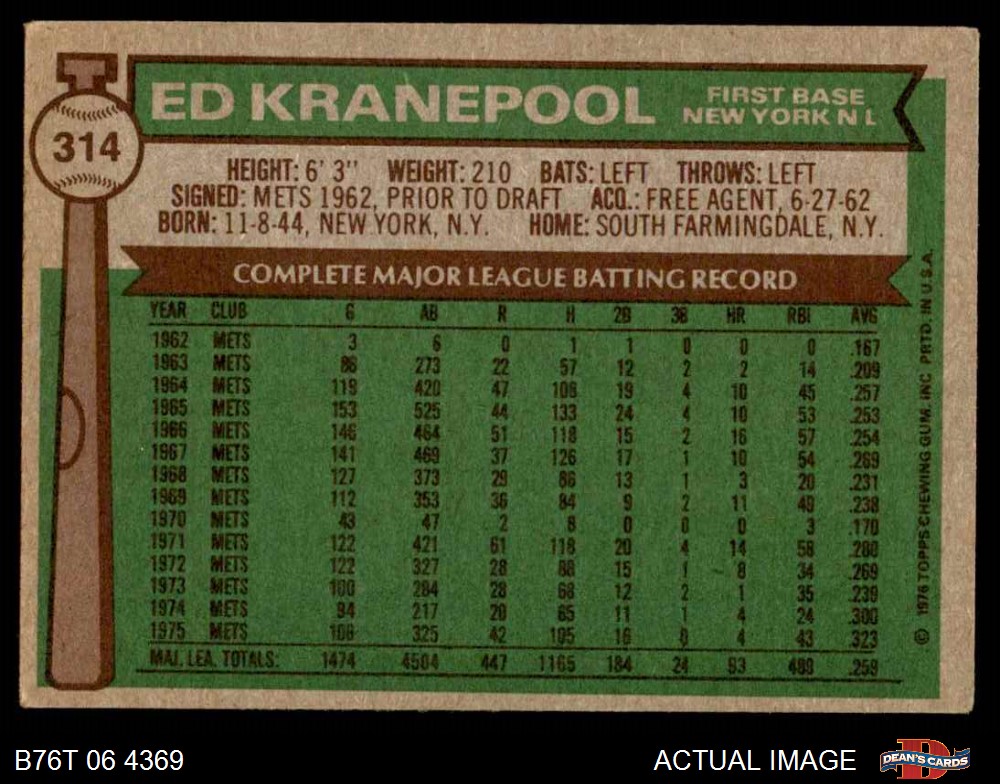 314
ED KRANEPOOL
FIRST BASE
NEW YORK N L
HEIGHT: 6' 3" WEIGHT: 210 BATS: LEFT THROWS: LEFT
SIGNED: METS 1962, PRIOR TO DRAFT ACQ.: FREE AGENT, 6-27-62
BORN: 11-8-44, NEW YORK, N.Y. HOME: SOUTH FARMINGDALE, N.Y.
COMPLETE MAJOR LEAGUE BATTING RECORD
YEAR CLUB G AB R H 2B 3B HR RBI AVG
1962 METS 3 6 0 1 1 0 0 0 .167
1963 METS 86 273 22 57 12 2 2 14 .209
1964 METS 119 420 47 108 19 4 10 45 .257
1965 METS 153 525 44 133 24 4 10 53 .253
1966 METS 146 464 51 118 15 2 16 57 .254
1967 METS 141 469 37 126 17 1 10 54 .269
1968 METS 127 373 29 86 13 1 3 20 .231
1969 METS 112 353 36 84 9 2 11 49 .238
1970 METS 43 47 2 8 0 0 0 3 .170
1971 METS 122 421 61 118 20 4 14 58 .280
1972 METS 122 327 28 88 15 1 8 34 .269
1973 METS 100 284 28 68 12 2 1 35 .239
1974 METS 94 217 20 65 11 1 4 24 .300
1975 METS 106 325 42 105 16 0 4 43 .323
MAJ. LEA. TOTALS: 1474 4504 447 1165 184 24 93 489 .259
© 1976 TOPPS CHEWING GUM, INC. PRTD. IN U.S.A.
B76T 06 4369
ACTUAL IMAGE
D
DEAN'S CARDS